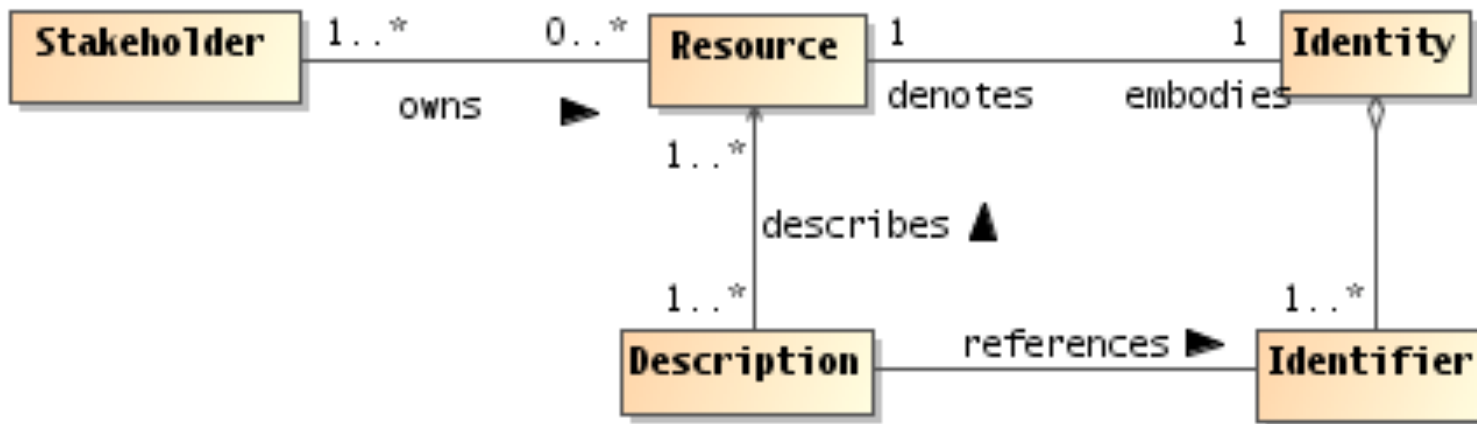 Stakeholder
1..*
0..*
Resource
1
1
Identity
owns
denotes
embodies
1..*
describes
1..*
1..*
Description
references
Identifier